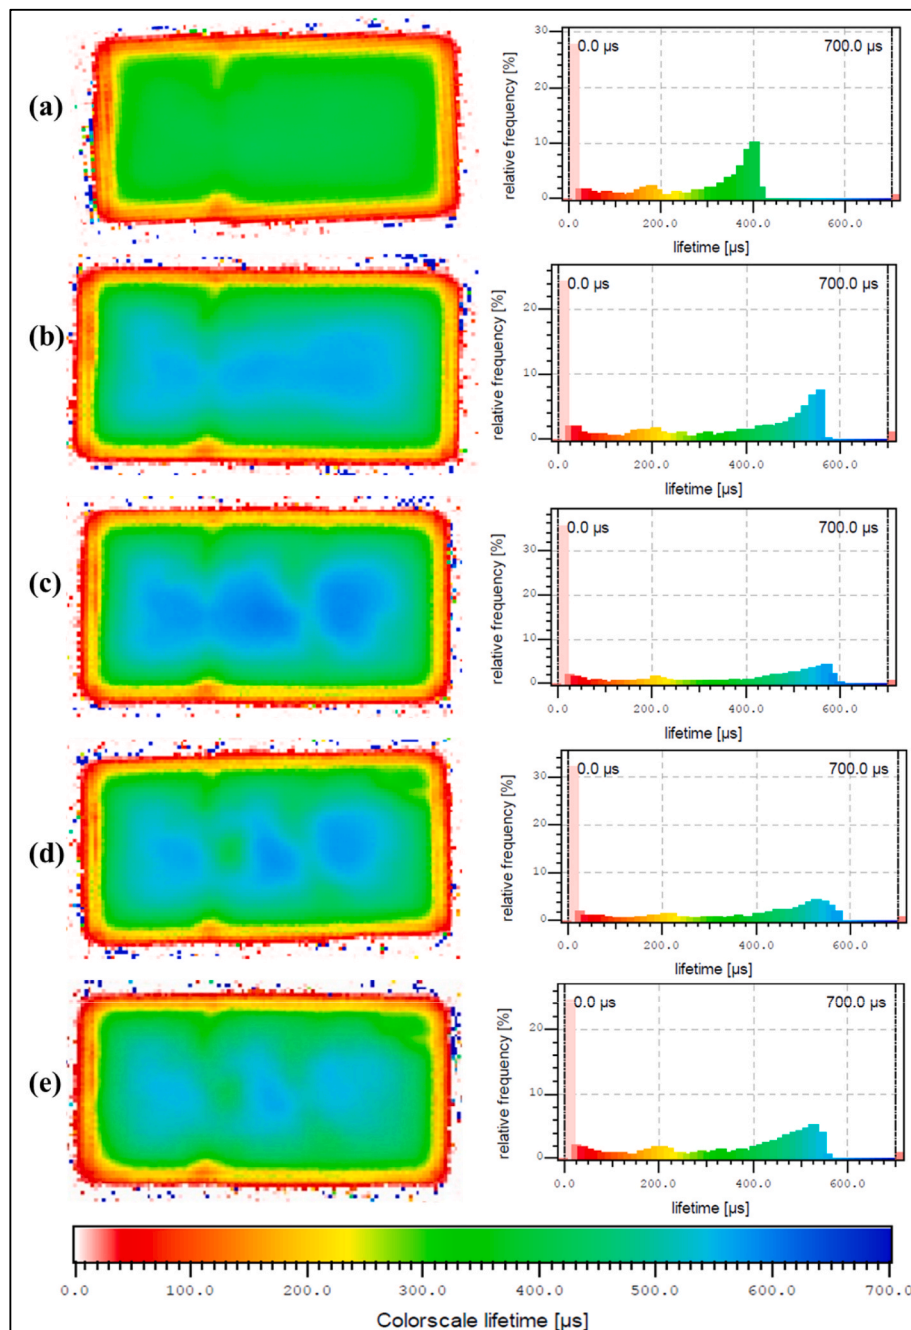 (a)
relative frequency [%]
30
20
10
0
0.0 µs 700.0 µs
0.0 200.0 400.0 600.0
lifetime [µs]
(b)
relative frequency [%]
20
10
0
0.0 µs 700.0 µs
0.0 200.0 400.0 600.0
lifetime [µs]
(c)
relative frequency [%]
30
20
10
0
0.0 µs 700.0 µs
0.0 200.0 400.0 600.0
lifetime [µs]
(d)
relative frequency [%]
30
20
10
0
0.0 µs 700.0 µs
0.0 200.0 400.0 600.0
lifetime [µs]
(e)
relative frequency [%]
20
10
0
0.0 µs 700.0 µs
0.0 200.0 400.0 600.0
lifetime [µs]
0.0 100.0 200.0 300.0 400.0 500.0 600.0 700.0
Colorscale lifetime [µs]